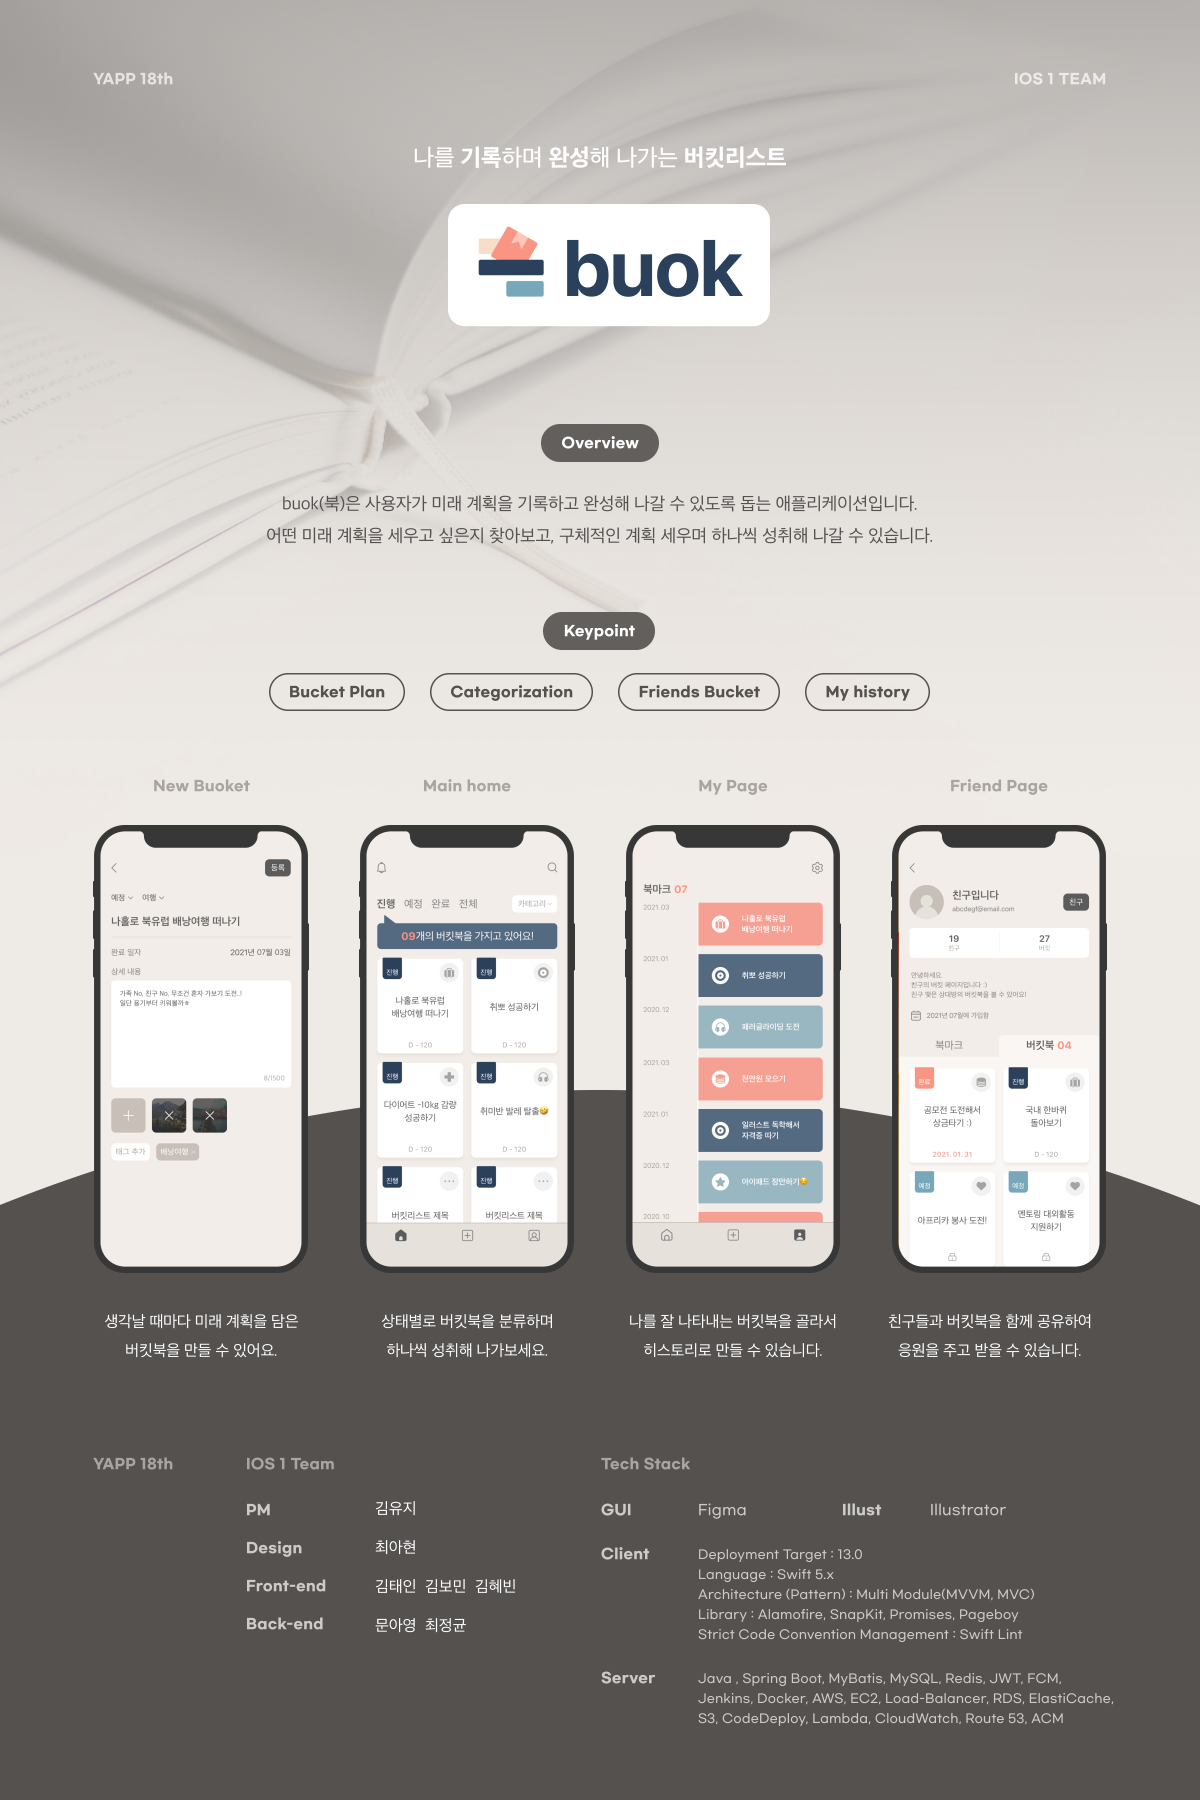 YAPP 18th
IOS 1 TEAM
나를 기록하며 완성해 나가는 버킷리스트
buok
Overview
buok(북)은 사용자가 미래 계획을 기록하고 완성해 나갈 수 있도록 돕는 애플리케이션입니다.
어떤 미래 계획을 세우고 싶은지 찾아보고, 구체적인 계획 세우며 하나씩 성취해 나갈 수 있습니다.
Keypoint
Bucket Plan
Categorization
Friends Bucket
My history
New Buoket
Main home
My Page
Friend Page
등록
예정
여행
나홀로 북유럽 배낭여행 떠나기
완료 일자
2021년 07월 03일
상세 내용
가족 No, 친구 No, 무조건 혼자 가보기 도전..!
일단 용기부터 키워볼까ㅎ
8/1500
태그 추가
배낭여행
진행 예정 완료 전체
카테고리
09개의 버킷북을 가지고 있어요!
진행
나홀로 북유럽
배낭여행 떠나기
D - 120
진행
취뽀 성공하기
D - 120
진행
다이어트 -10kg 감량
성공하기
D - 120
진행
취미반 발레 탈출🤣
D - 120
진행
버킷리스트 제목
진행
버킷리스트 제목
북마크 07
2021. 03
나홀로 북유럽
배낭여행 떠나기
2021. 01
취뽀 성공하기
2020. 12
패러글라이딩 도전
2021. 03
천만원 모으기
2021. 01
일러스트 독학해서
자격증 따기
2020. 12
아이패드 장만하기
2020. 10
친구입니다
abcdegf@email.com
친구
19
친구
27
버킷
안녕하세요.
친구의 버킷 페이지입니다 :)
친구 맺은 상대방의 버킷북을 볼 수 있어요!
2021년 07월에 가입함
북마크
버킷북 04
완료
공모전 도전해서
상금타기 :)
2021. 01. 31
진행
국내 한바퀴
돌아보기
D - 120
예정
아프리카 봉사 도전!
예정
멘토링 대외활동
지원하기
생각날 때마다 미래 계획을 담은
버킷북을 만들 수 있어요.
상태별로 버킷북을 분류하며
하나씩 성취해 나가보세요.
나를 잘 나타내는 버킷북을 골라서
히스토리로 만들 수 있습니다.
친구들과 버킷북을 함께 공유하여
응원을 주고 받을 수 있습니다.
YAPP 18th
IOS 1 Team
PM 김유지
Design 최아현
Front-end 김태인 김보민 김혜빈
Back-end 문아영 최정균
Tech Stack
GUI Figma Illust Illustrator
Client
Deployment Target : 13.0
Language : Swift 5.x
Architecture (Pattern) : Multi Module(MVVM, MVC)
Library : Alamofire, SnapKit, Promises, Pageboy
Strict Code Convention Management : Swift Lint
Server
Java , Spring Boot, MyBatis, MySQL, Redis, JWT, FCM,
Jenkins, Docker, AWS, EC2, Load-Balancer, RDS, ElastiCache,
S3, CodeDeploy, Lambda, CloudWatch, Route 53, ACM